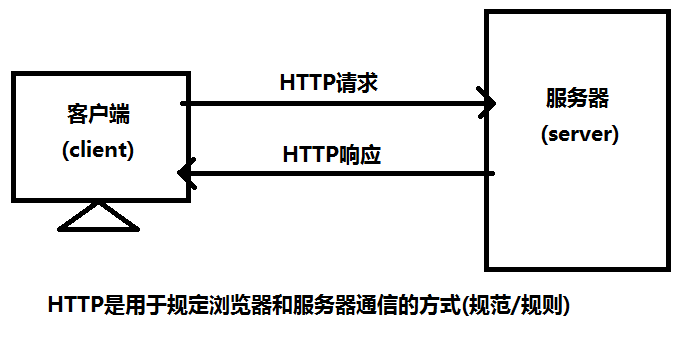 HTTP请求
客户端
(client)
服务器
(server)
HTTP响应
HTTP是用于规定浏览器和服务器通信的方式(规范/规则)